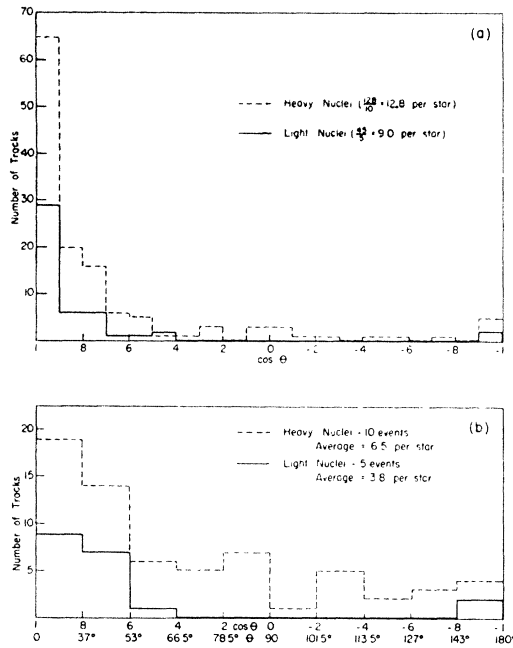 70
(a)
60
50
Heavy Nuclei (128/10 = 12.8 per star)
Light Nuclei (45/5 = 9.0 per star)
40
30
20
10
Number of Tracks
1 .8 .6 .4 .2 0 -.2 -.4 -.6 -.8 -1
cos θ
(b)
20
Heavy Nuclei - 10 events
Average = 6.5 per star
Light Nuclei - 5 events
Average = 3.8 per star
15
10
5
Number of Tracks
1 .8 .6 .4 .2 cos θ 0 -.2 -.4 -.6 -.8 -1
0 37° 53° 66.5° 78.5° θ 90 101.5° 113.5° 127° 143° 180°